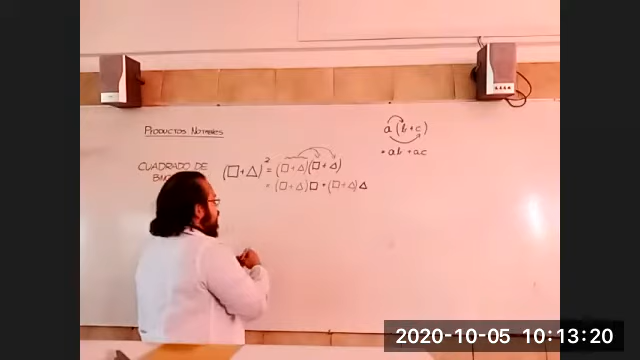 Productos Notables
a(b+c)
+ab+ac
CUADRADO DE
(□+△)² = (□+△)(□+△)
= (□+△)□+(□+△)△
2020-10-05 10:13:20